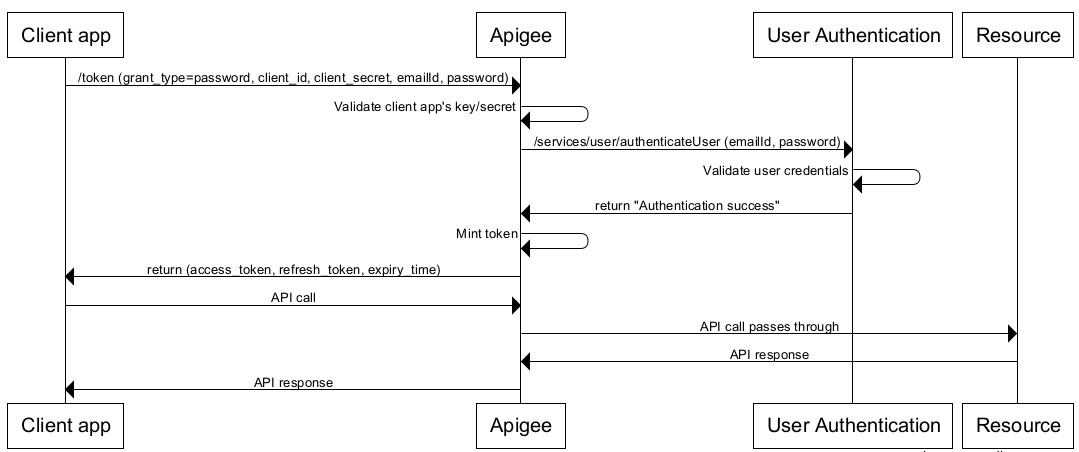 Client app
Apigee
User Authentication
Resource
/token (grant_type=password, client_id, client_secret, emailId, password)
Validate client app's key/secret
/services/user/authenticateUser (emailId, password)
Validate user credentials
return "Authentication success"
Mint token
return (access_token, refresh_token, expiry_time)
API call
API call passes through
API response
API response
Client app
Apigee
User Authentication
Resource